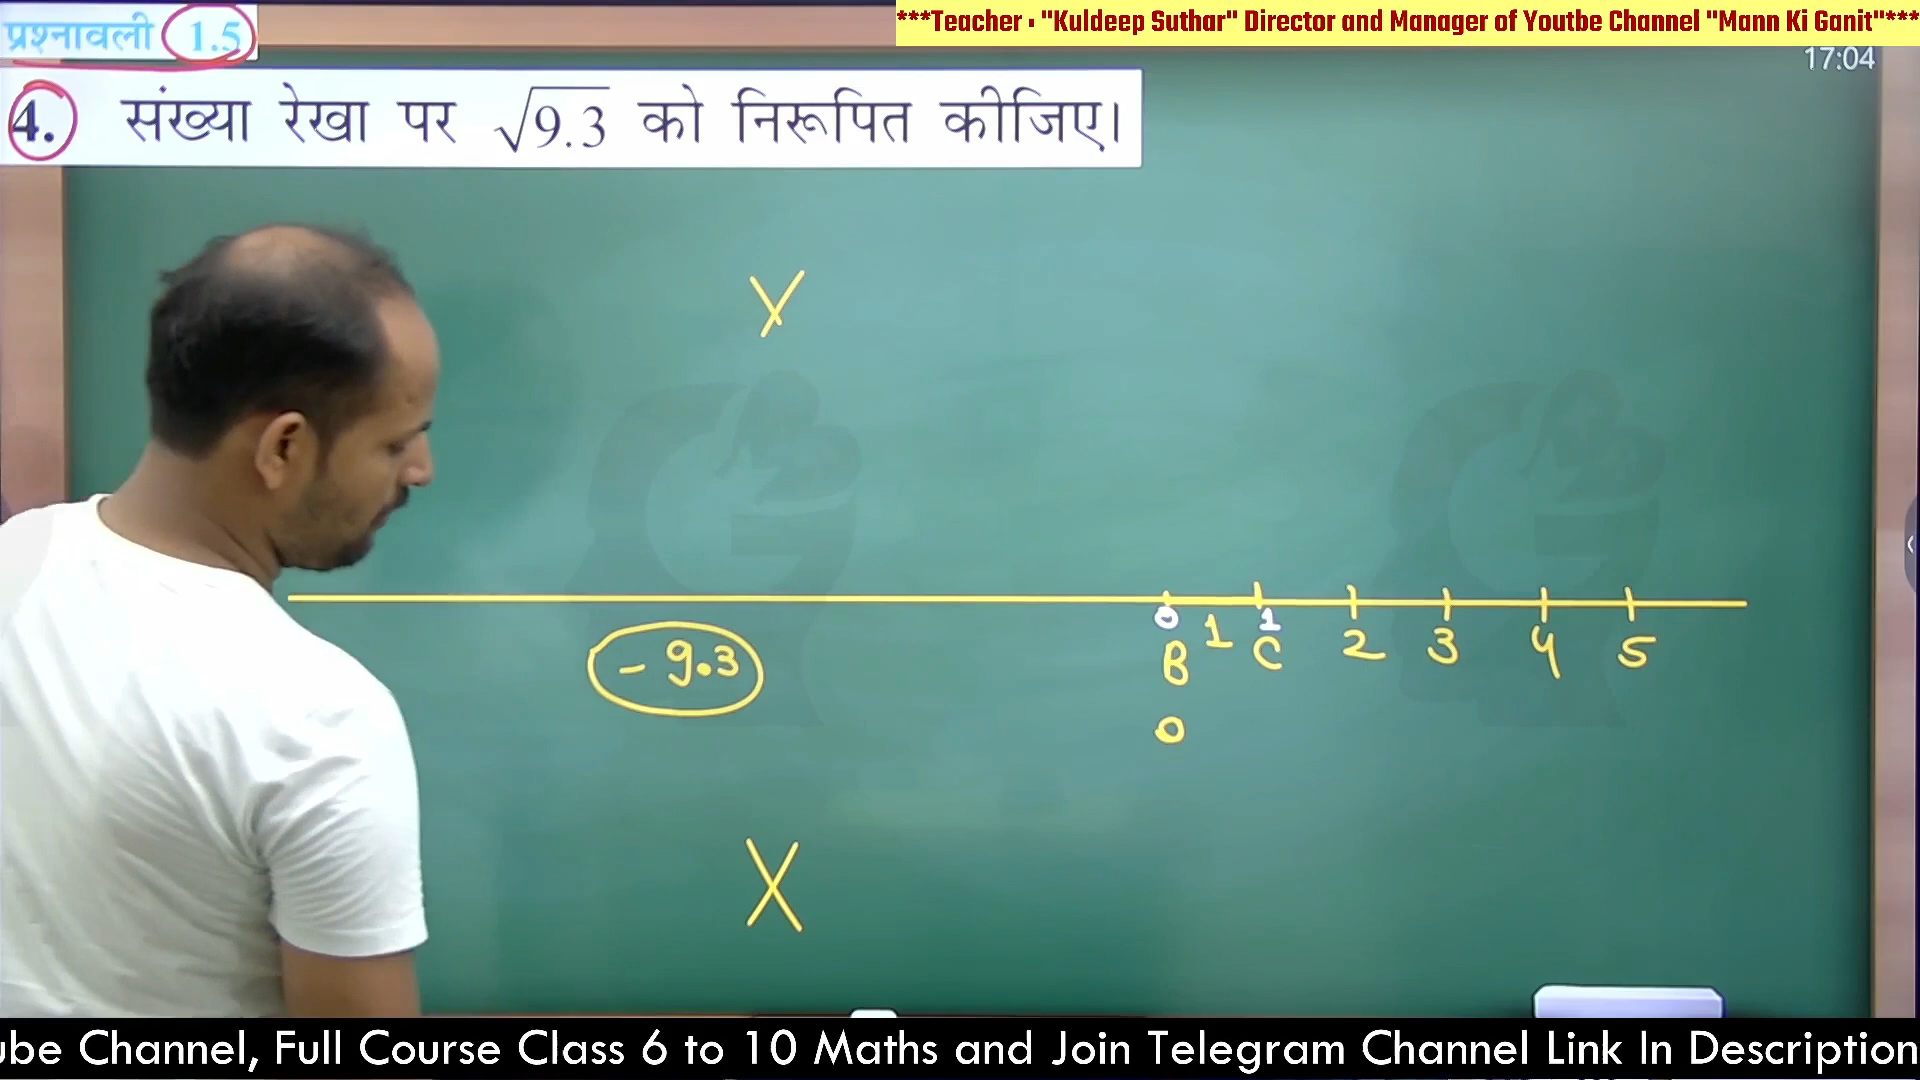 ***Teacher : "Kuldeep Suthar" Director and Manager of Youtbe Channel "Mann Ki Ganit"***
प्रश्नावली 1.5
17:04
4. संख्या रेखा पर √9.3 को निरूपित कीजिए।
0 1 1 2 3 4 5
- 9.3 B C
0
ube Channel, Full Course Class 6 to 10 Maths and Join Telegram Channel Link In Description